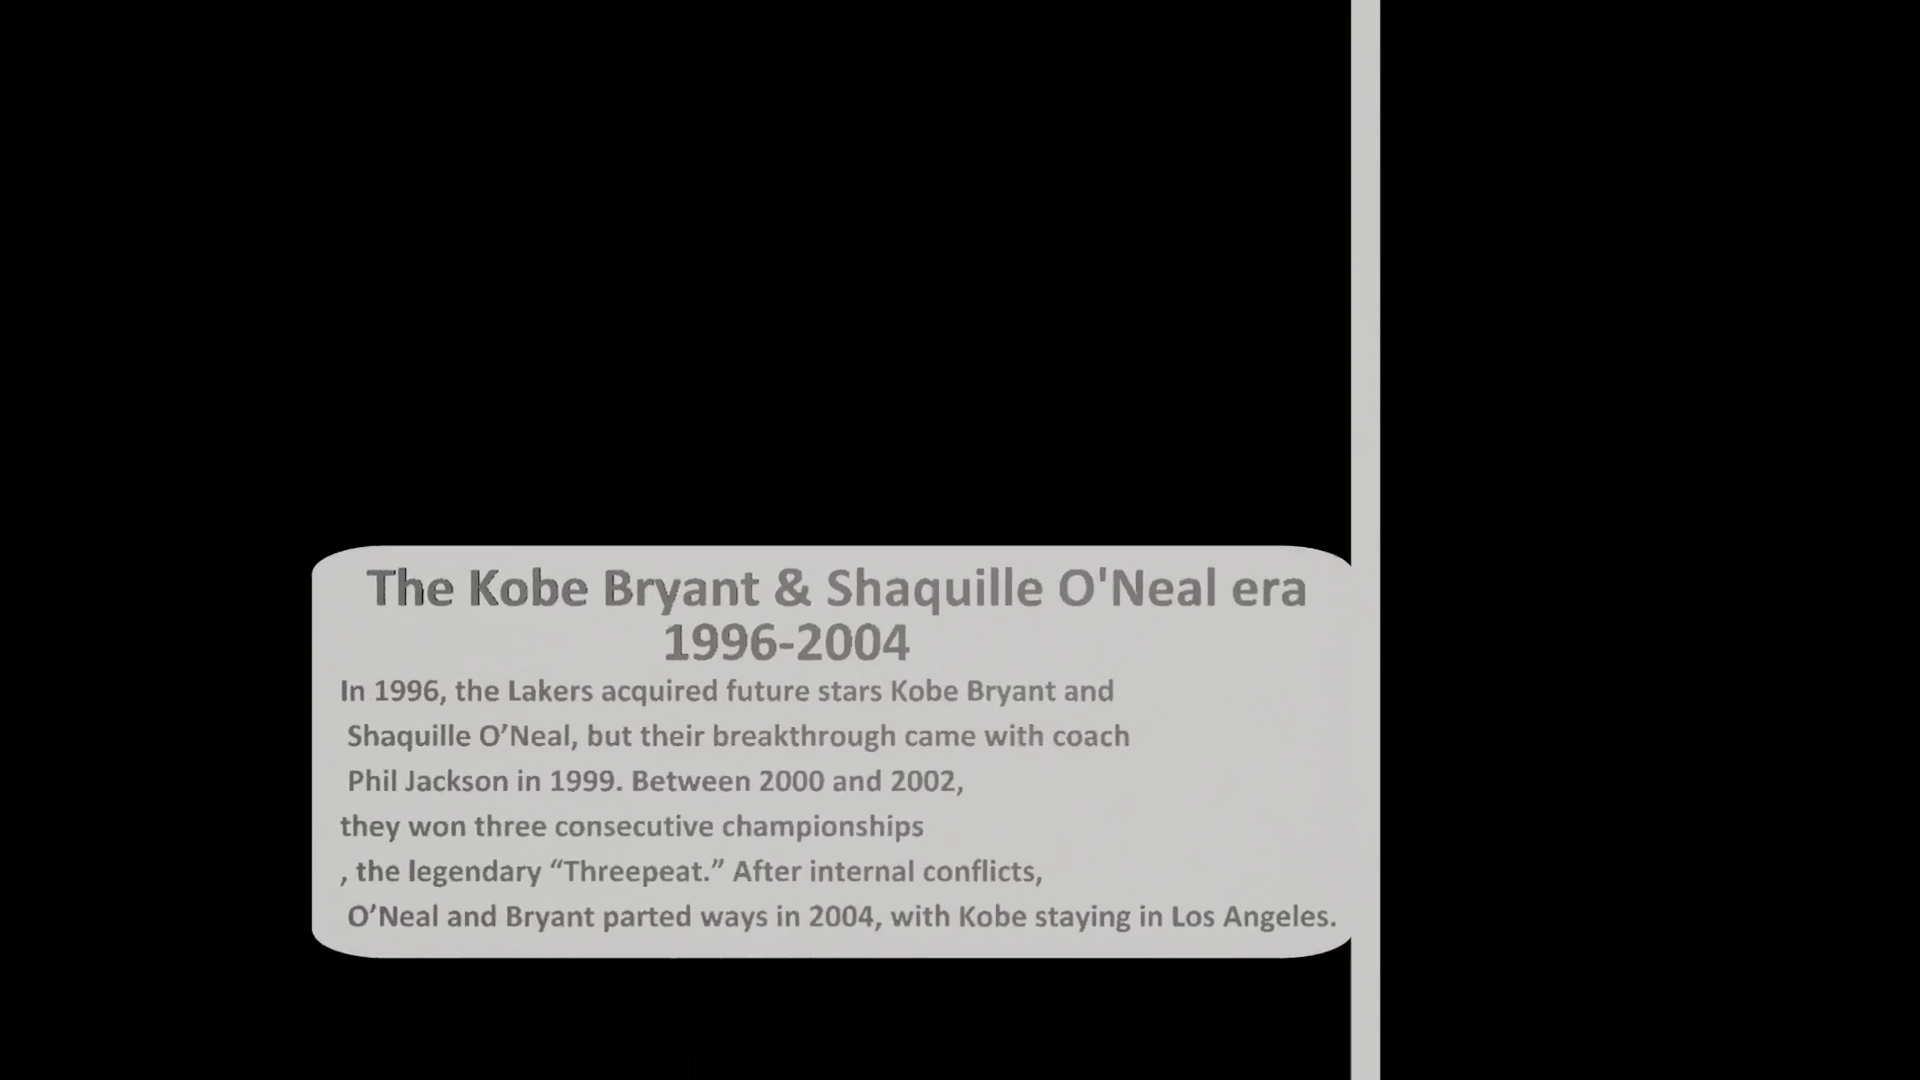 The Kobe Bryant & Shaquille O'Neal era
1996-2004
In 1996, the Lakers acquired future stars Kobe Bryant and
Shaquille O’Neal, but their breakthrough came with coach
Phil Jackson in 1999. Between 2000 and 2002,
they won three consecutive championships
, the legendary “Threepeat.” After internal conflicts,
O’Neal and Bryant parted ways in 2004, with Kobe staying in Los Angeles.